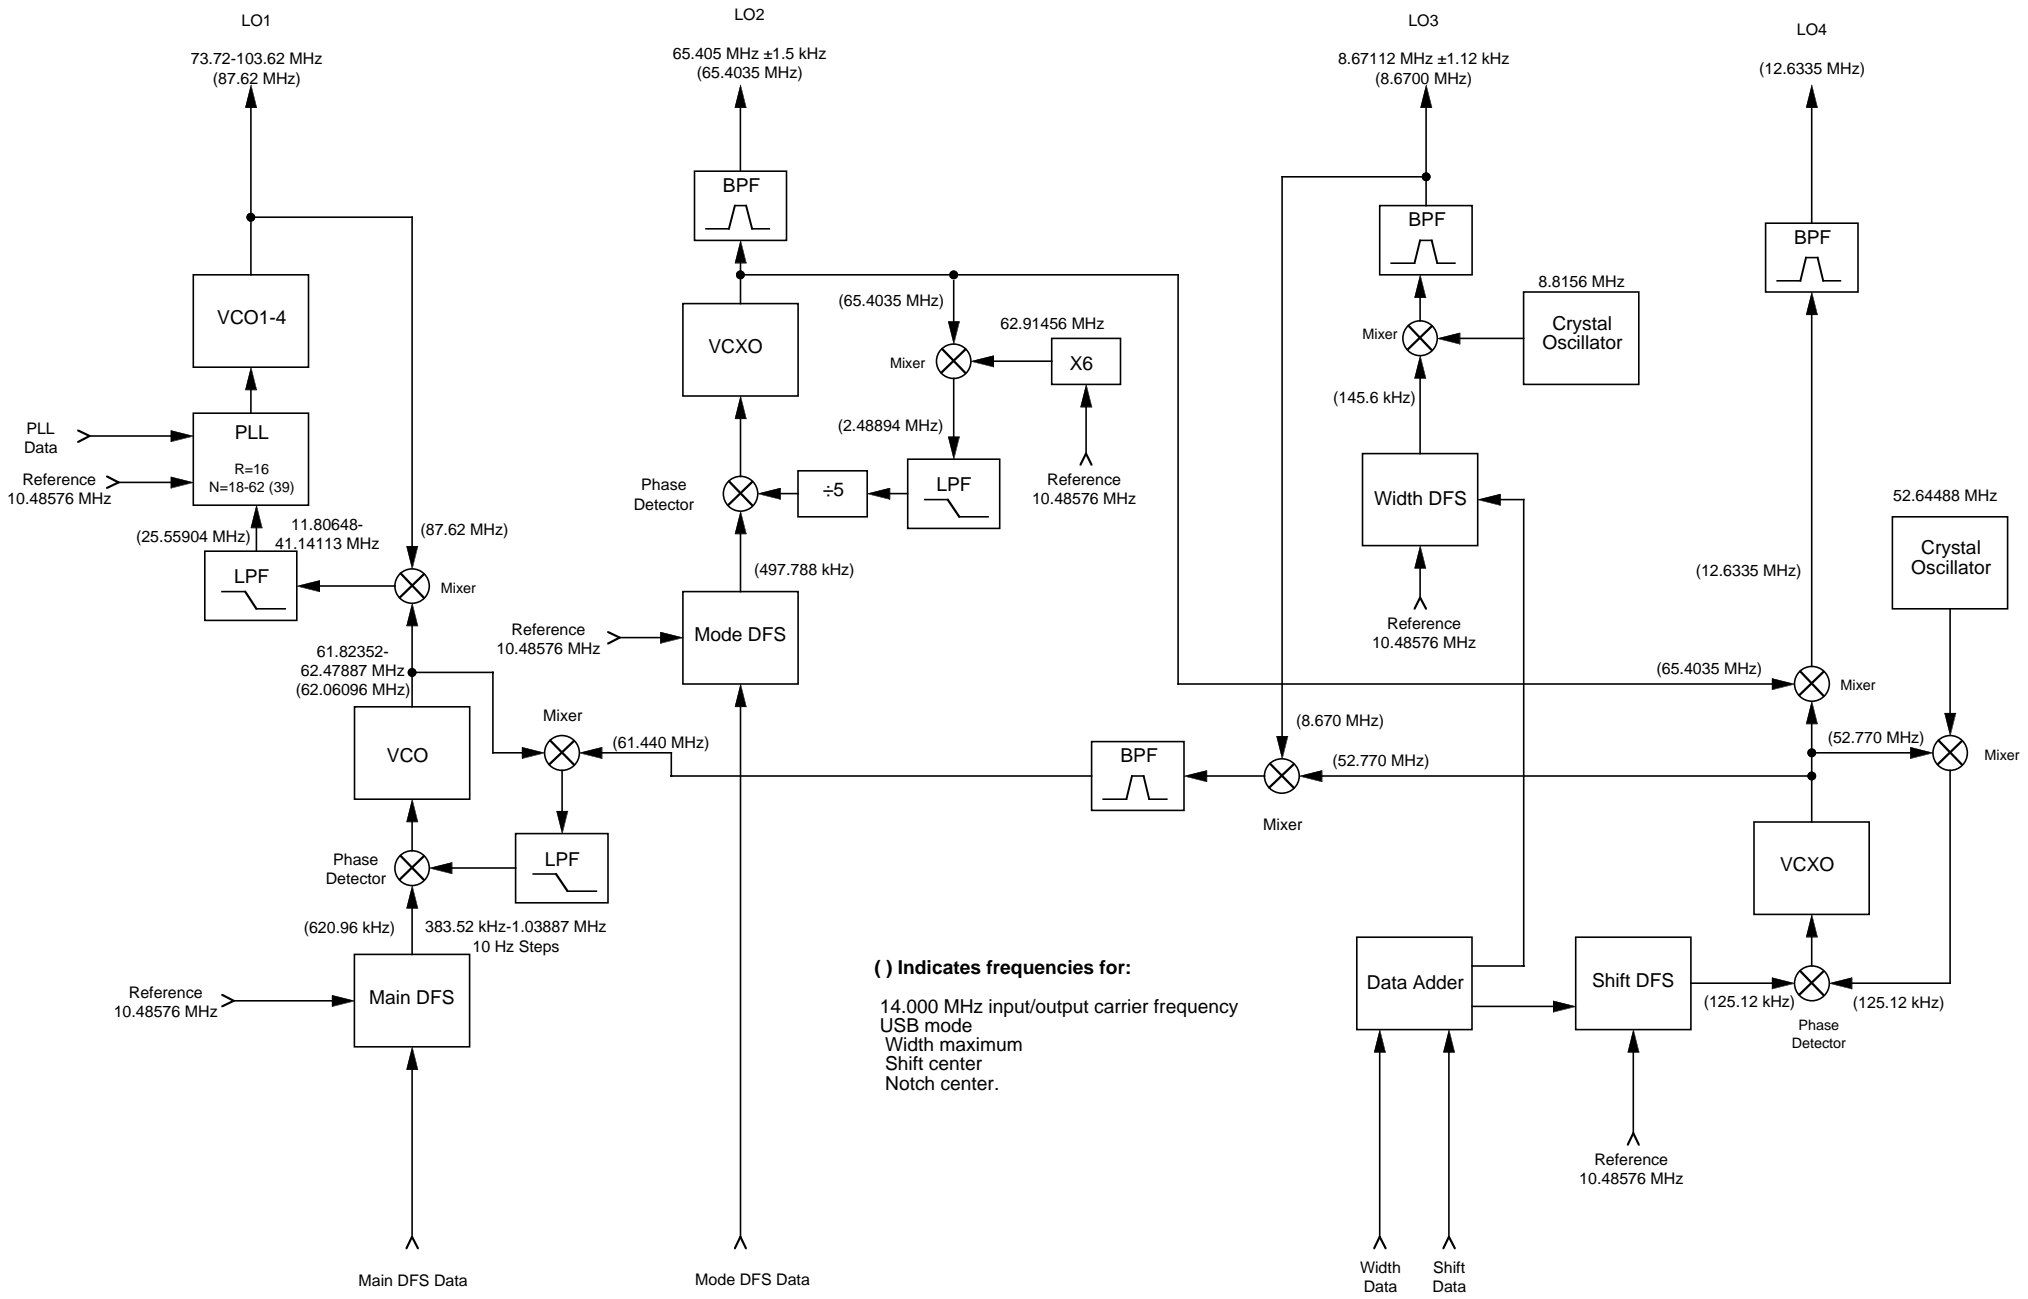 LO1
73.72-103.62 MHz
(87.62 MHz)
VCO1-4
PLL
R=16
N=18-62 (39)
PLL
Data
Reference
10.48576 MHz
(25.55904 MHz)
11.80648-
41.14113 MHz
(87.62 MHz)
LPF
Mixer
61.82352-
62.47887 MHz
(62.06096 MHz)
VCO
Mixer
(61.440 MHz)
Phase
Detector
LPF
(620.96 kHz)
383.52 kHz-1.03887 MHz
10 Hz Steps
Main DFS
Reference
10.48576 MHz
Main DFS Data
LO2
65.405 MHz ±1.5 kHz
(65.4035 MHz)
BPF
VCXO
(65.4035 MHz)
62.91456 MHz
Mixer
X6
(2.48894 MHz)
Reference
10.48576 MHz
Phase
Detector
÷5
LPF
(497.788 kHz)
Mode DFS
Reference
10.48576 MHz
Mode DFS Data
LO3
8.67112 MHz ±1.12 kHz
(8.6700 MHz)
BPF
8.8156 MHz
Crystal
Oscillator
Mixer
(145.6 kHz)
Width DFS
Reference
10.48576 MHz
(8.670 MHz)
BPF
(52.770 MHz)
Mixer
LO4
(12.6335 MHz)
BPF
52.64488 MHz
Crystal
Oscillator
(12.6335 MHz)
(65.4035 MHz)
Mixer
(52.770 MHz)
Mixer
VCXO
Data Adder
Shift DFS
(125.12 kHz)
(125.12 kHz)
Phase
Detector
Reference
10.48576 MHz
Width
Data
Shift
Data
( ) Indicates frequencies for:
14.000 MHz input/output carrier frequency
USB mode
Width maximum
Shift center
Notch center.